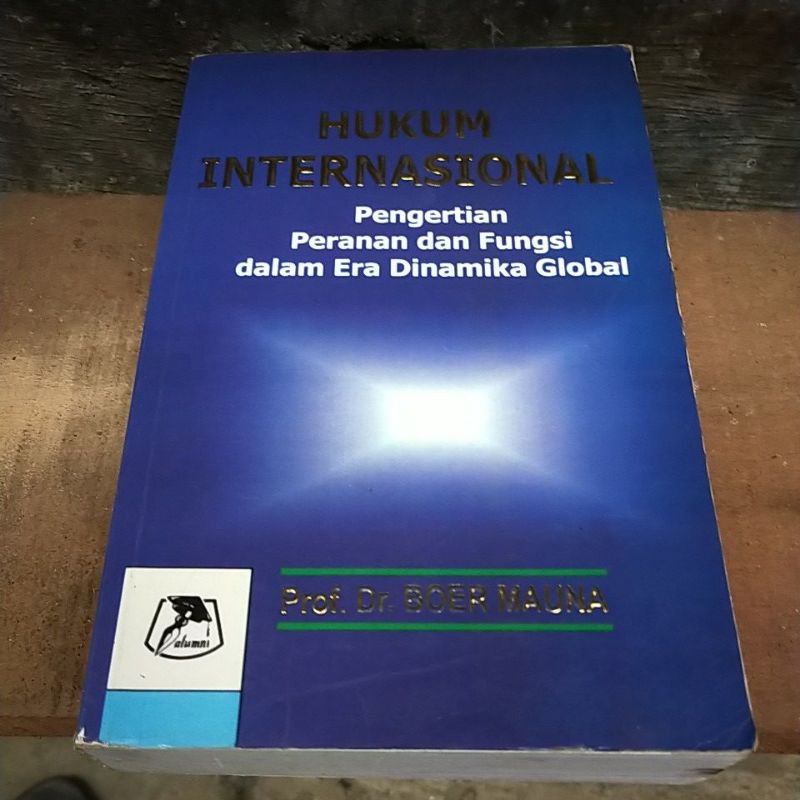 HUKUM
INTERNASIONAL
Pengertian
Peranan dan Fungsi
dalam Era Dinamika Global
Prof. Dr. BOER MAUNA
alumni